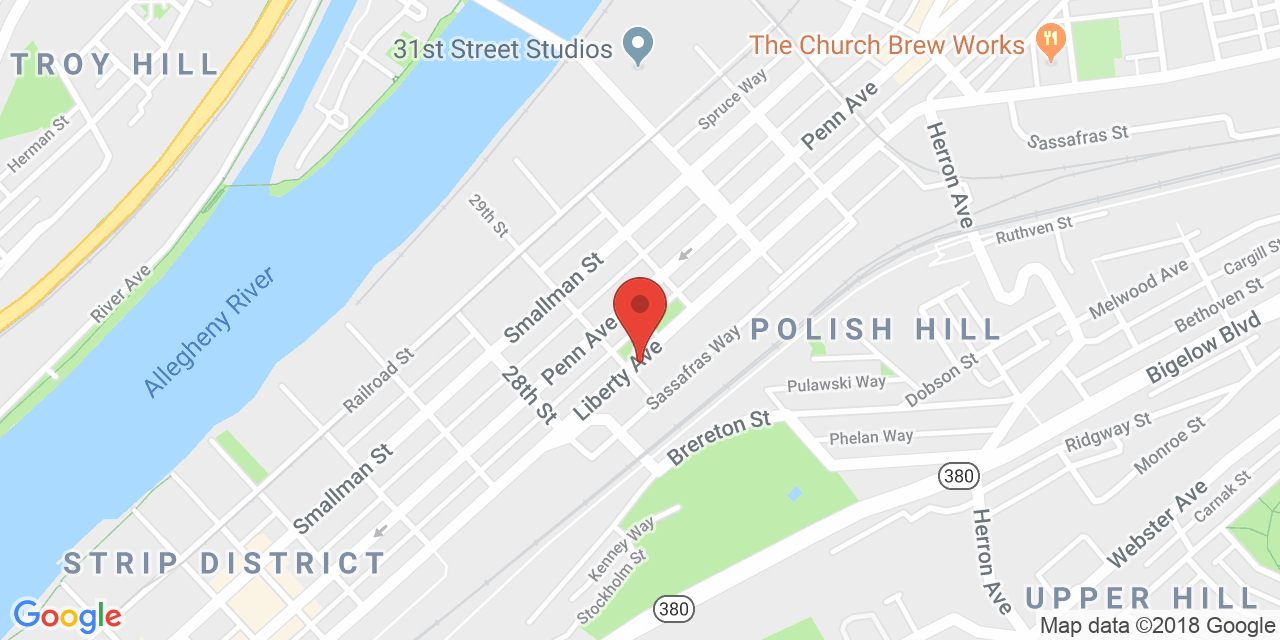 31st Street Studios
The Church Brew Works
TROY HILL
Spruce Way
Penn Ave
Herman St
Herron Ave
Sassafras St
29th St
Ruthven St
Cargill St
River Ave
Allegheny River
Smallman St
Melwood Ave
Bethoven St
POLISH HILL
Penn Ave
Liberty Ave
Sassafras Way
Bigelow Blvd
Railroad St
28th St
Pulawski Way
Dobson St
Brereton St
Phelan Way
Ridgway St
Monroe St
380
Smallman St
Webster Ave
Carnak St
Herron Ave
Kenney Way
STRIP DISTRICT
Stockholm St
380
UPPER HILL
Google
Map data ©2018 Google